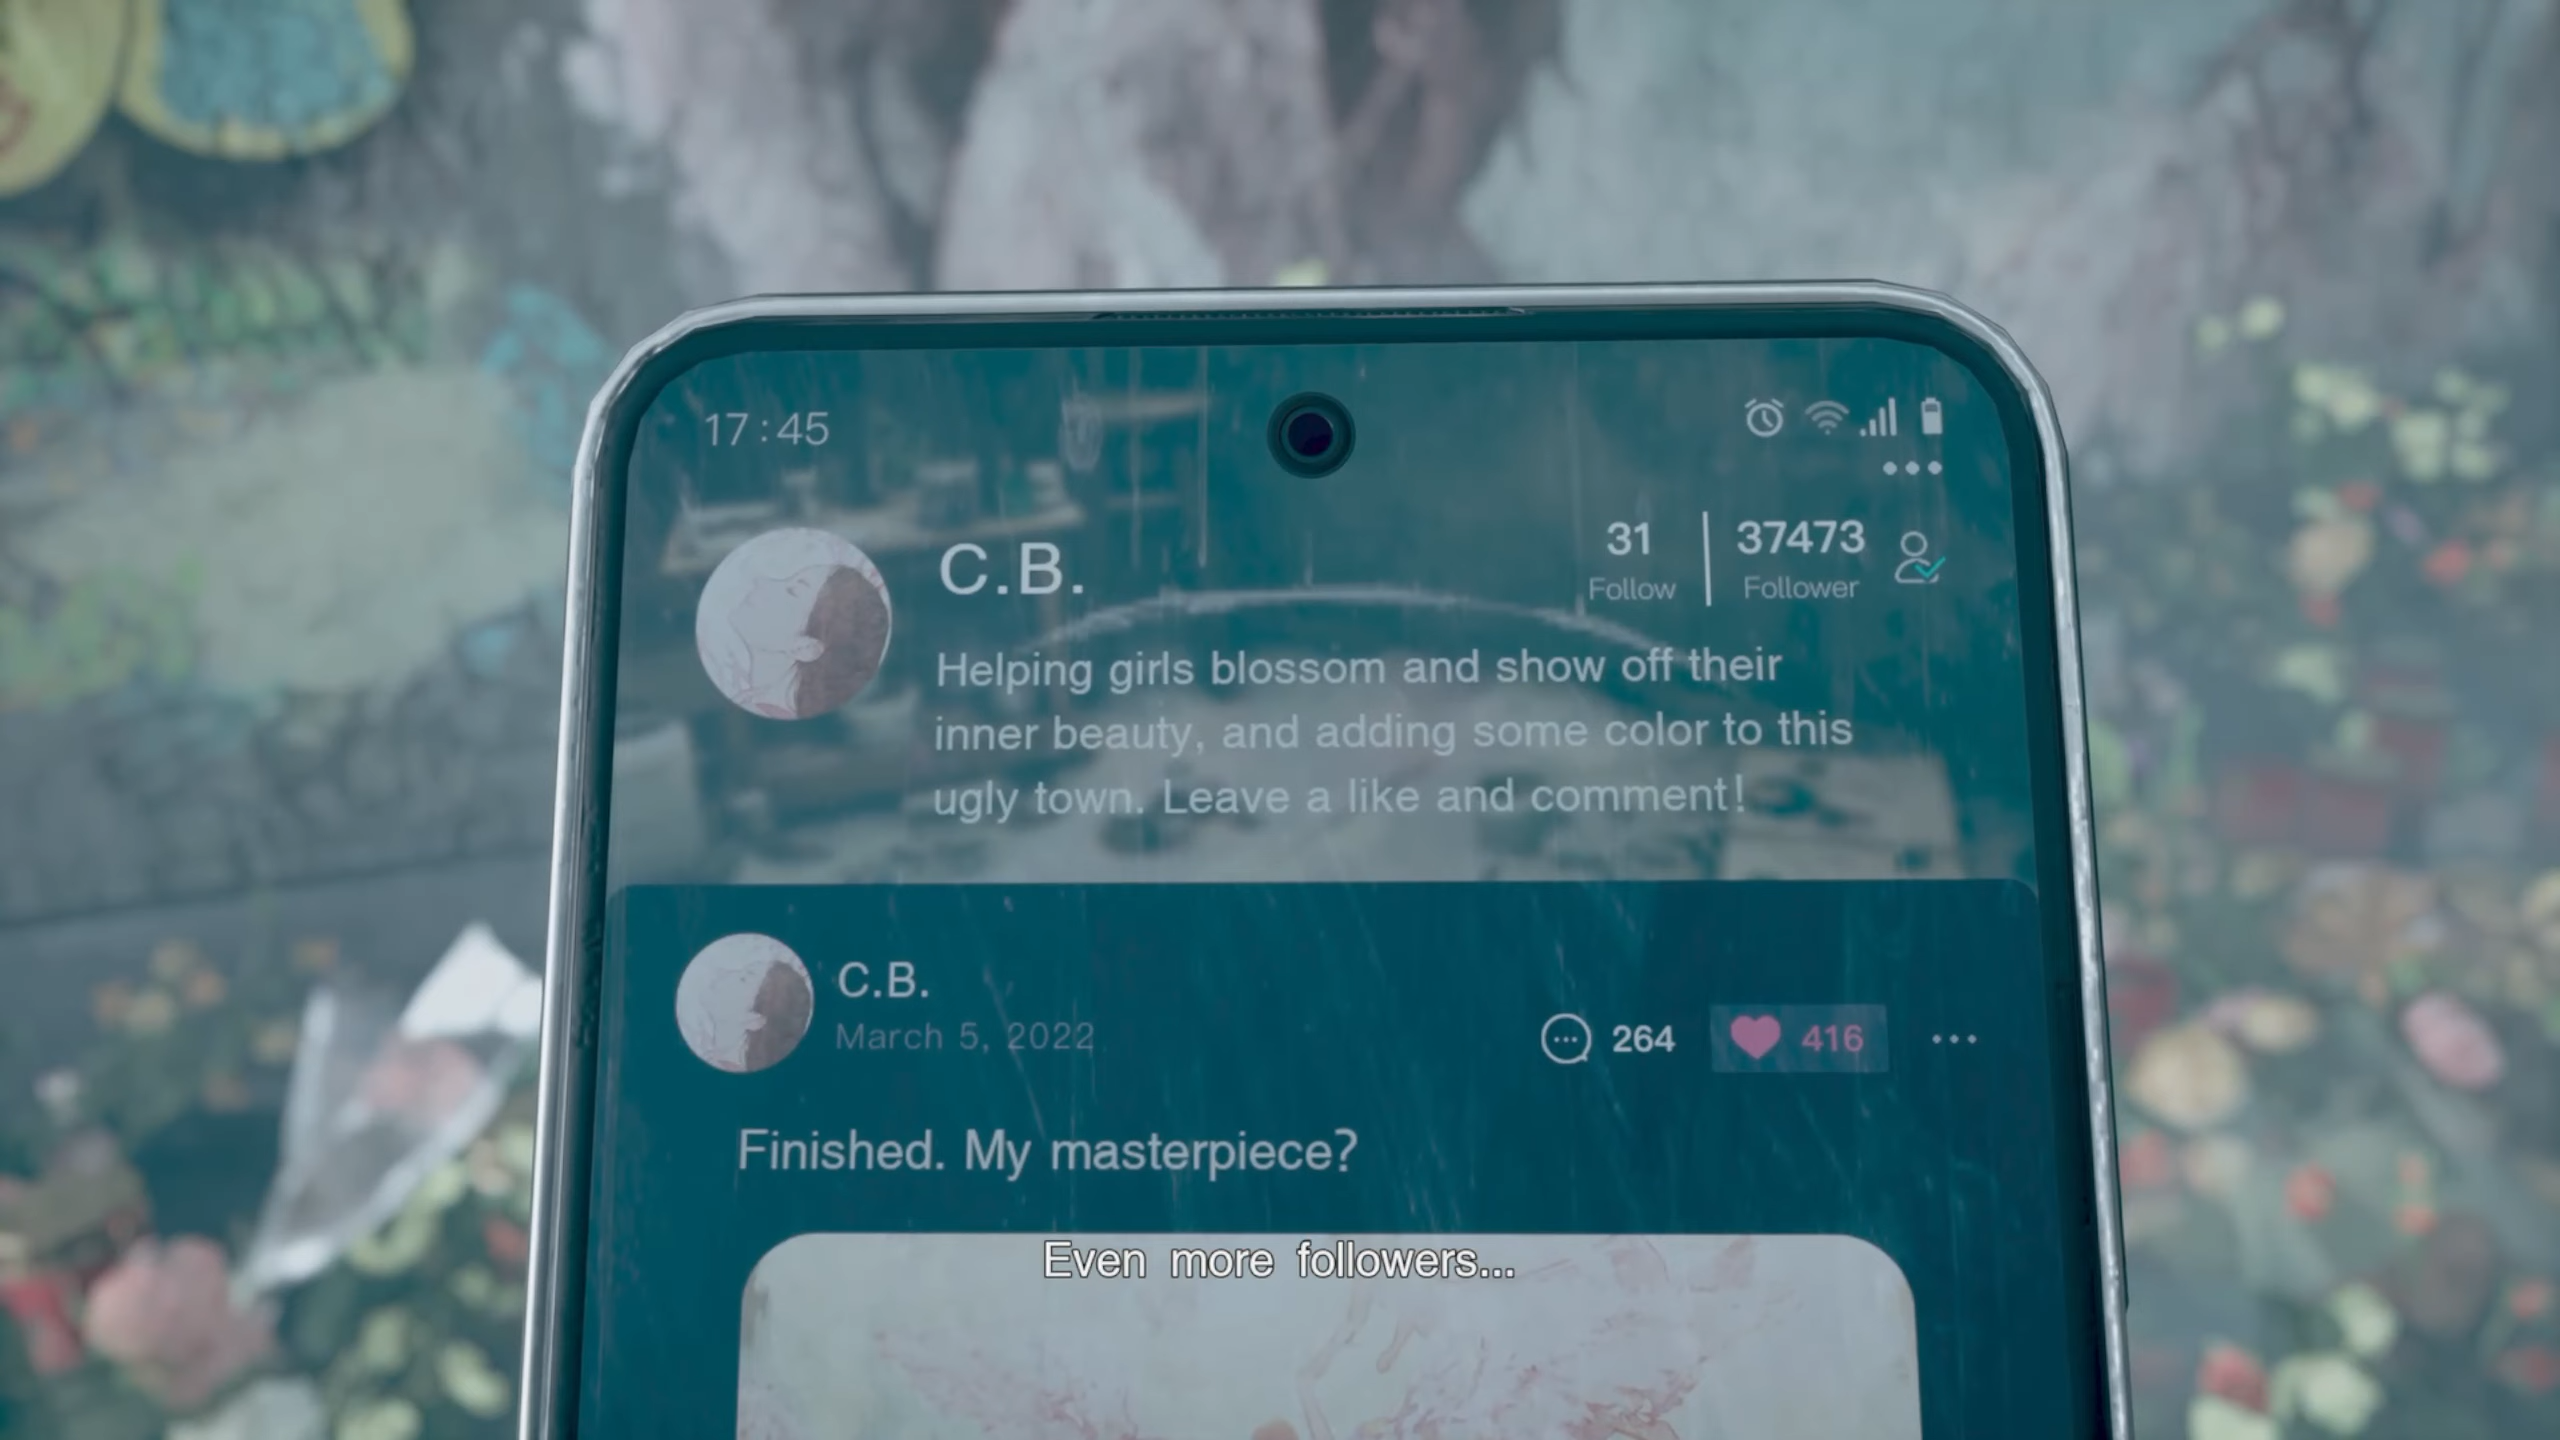 17:45
C.B.
31
Follow
37473
Follower
Helping girls blossom and show off their
inner beauty, and adding some color to this
ugly town. Leave a like and comment!
C.B.
March 5, 2022
264
416
Finished. My masterpiece?
Even more followers...